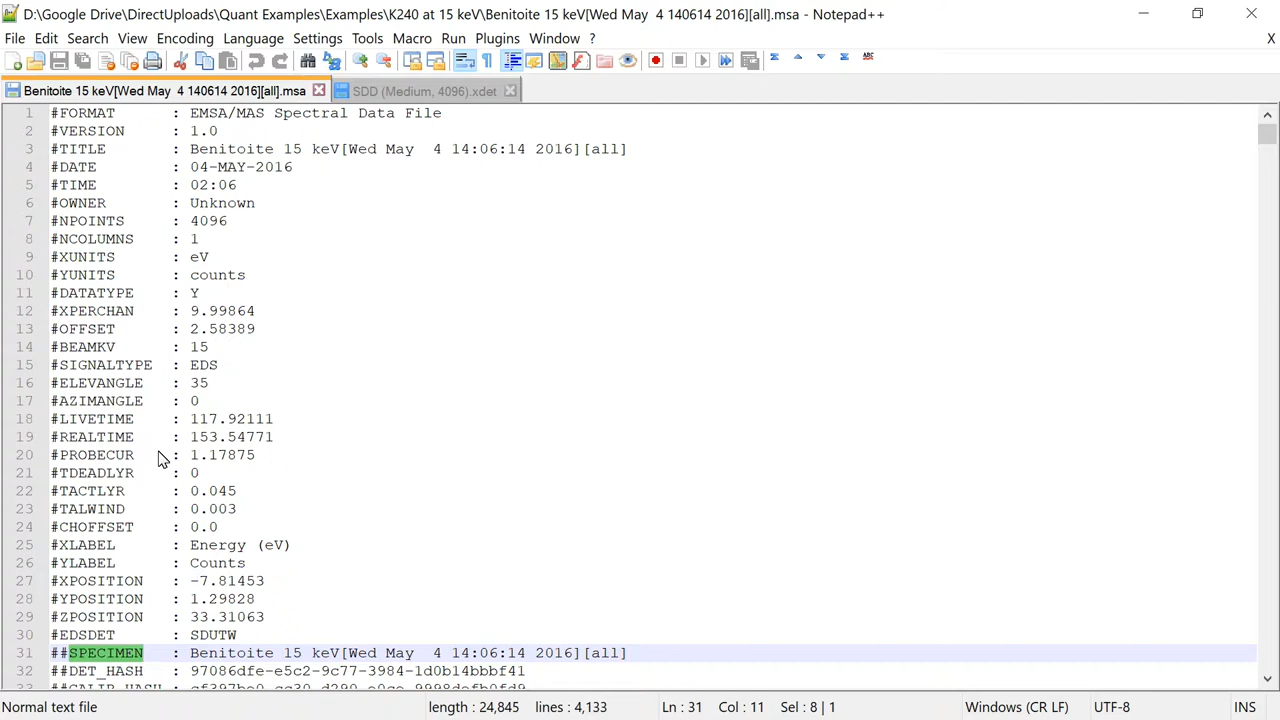 D:\Google Drive\DirectUploads\Quant Examples\Examples\K240 at 15 keV\Benitoite 15 keV[Wed May  4 140614 2016][all].msa - Notepad++
File Edit Search View Encoding Language Settings Tools Macro Run Plugins Window ? X
Benitoite 15 keV[Wed May  4 140614 2016][all].msa SDD (Medium, 4096).xdet
1 #FORMAT : EMSA/MAS Spectral Data File
2 #VERSION : 1.0
3 #TITLE : Benitoite 15 keV[Wed May  4 14:06:14 2016][all]
4 #DATE : 04-MAY-2016
5 #TIME : 02:06
6 #OWNER : Unknown
7 #NPOINTS : 4096
8 #NCOLUMNS : 1
9 #XUNITS : eV
10 #YUNITS : counts
11 #DATATYPE : Y
12 #XPERCHAN : 9.99864
13 #OFFSET : 2.58389
14 #BEAMKV : 15
15 #SIGNALTYPE : EDS
16 #ELEVANGLE : 35
17 #AZIMANGLE : 0
18 #LIVETIME : 117.92111
19 #REALTIME : 153.54771
20 #PROBECUR : 1.17875
21 #TDEADLYR : 0
22 #TACTLYR : 0.045
23 #TALWIND : 0.003
24 #CHOFFSET : 0.0
25 #XLABEL : Energy (eV)
26 #YLABEL : Counts
27 #XPOSITION : -7.81453
28 #YPOSITION : 1.29828
29 #ZPOSITION : 33.31063
30 #EDSDET : SDUTW
31 ##SPECIMEN : Benitoite 15 keV[Wed May  4 14:06:14 2016][all]
32 ##DET_HASH : 97086dfe-e5c2-9c77-3984-1d0b14bbbf41
33 ##CALIB_HASH :
Normal text file length : 24,845 lines : 4,133 Ln : 31 Col : 11 Sel : 8 | 1 Windows (CR LF) UTF-8 INS